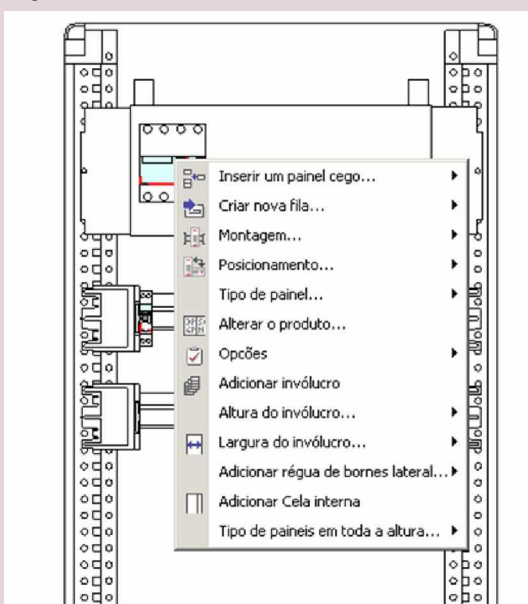 Inserir um painel cego...
Criar nova fila...
Montagem...
Posicionamento...
Tipo de painel...
Alterar o produto...
Opcões
Adicionar invólucro
Altura do invólucro...
Largura do invólucro...
Adicionar régua de bornes lateral...
Adicionar Cela interna
Tipo de paineis em toda a altura...